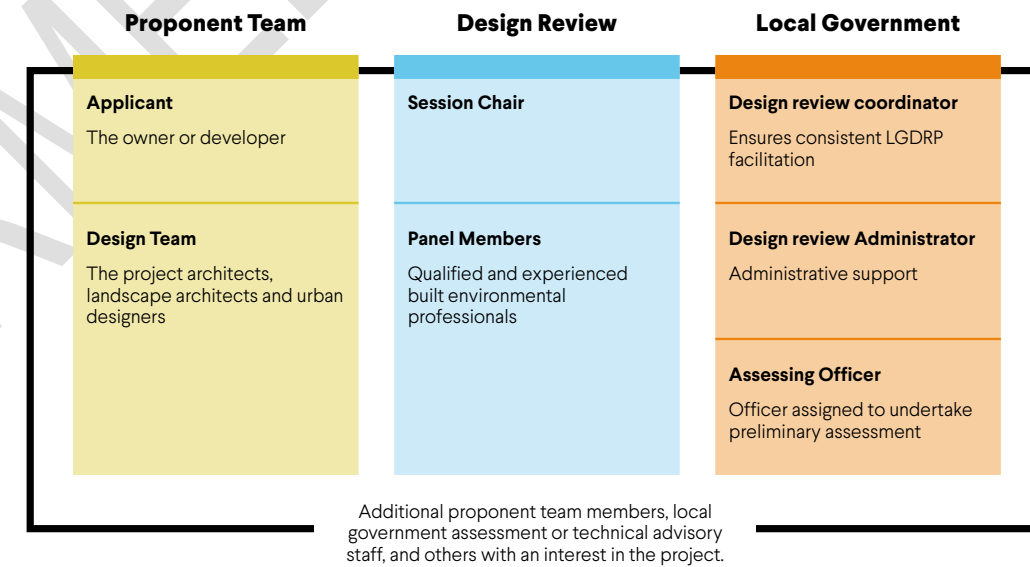 Proponent Team
Applicant
The owner or developer
Design Team
The project architects,
landscape architects and urban
designers
Design Review
Session Chair
Panel Members
Qualified and experienced
built environmental
professionals
Local Government
Design review coordinator
Ensures consistent LGDRP
facilitation
Design review Administrator
Administrative support
Assessing Officer
Officer assigned to undertake
preliminary assessment
Additional proponent team members, local
government assessment or technical advisory
staff, and others with an interest in the project.